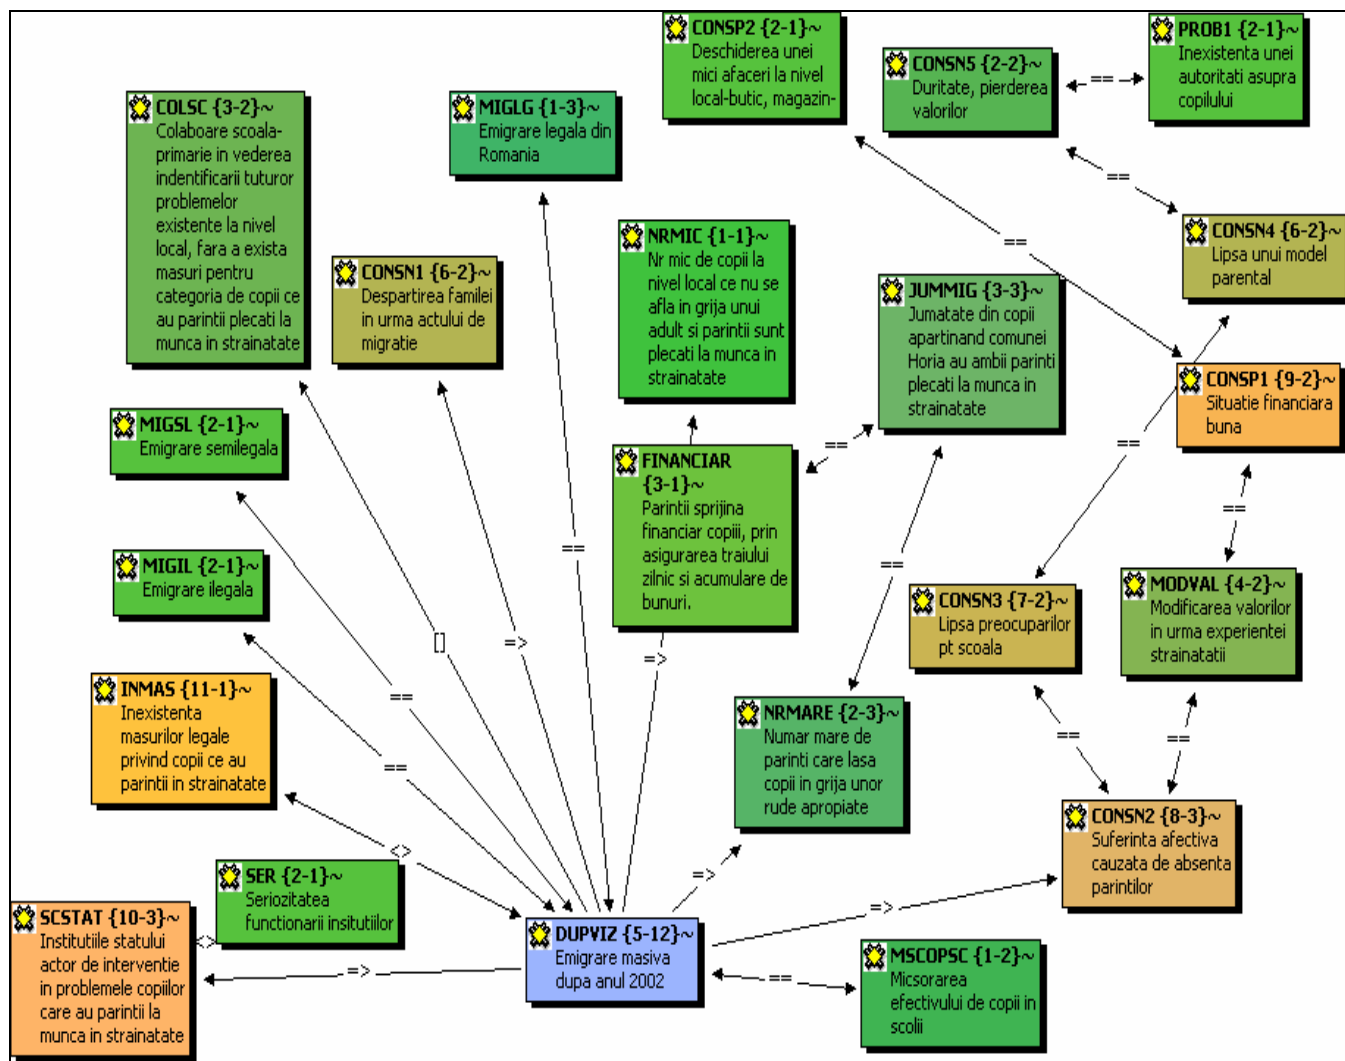 CONSP2 {2-1}~
Deschiderea unei
mici afaceri la nivel
local-butic, magazin-
PROB1 {2-1}~
Inexistenta unei
autoritati asupra
copilului
CONSN5 {2-2}~
Duritate, pierderea
valorilor
==
==
COLSC {3-2}~
Colaboare scoala-
primarie in vederea
indentificarii tuturor
problemelor
existente la nivel
local, fara a exista
masuri pentru
categoria de copii ce
au parintii plecati la
munca in strainatate
MIGLG {1-3}~
Emigrare legala din
Romania
CONSN1 {6-2}~
Despartirea familei
in urma actului de
migratie
NRMIC {1-1}~
Nr mic de copii la
nivel local ce nu se
afla in grija unui
adult si parintii sunt
plecati la munca in
strainatate
==
CONSN4 {6-2}~
Lipsa unui model
parental
JUMMIG {3-3}~
Jumatate din copii
apartinand comunei
Horia au ambii parinti
plecati la munca in
strainatate
CONSP1 {9-2}~
Situatie financiara
buna
MIGSL {2-1}~
Emigrare semilegala
FINANCIAR
{3-1}~
Parintii sprijina
financiar copiii, prin
asigurarea traiului
zilnic si acumulare de
bunuri.
==
==
==
MIGIL {2-1}~
Emigrare ilegala
==
==
CONSN3 {7-2}~
Lipsa preocuparilor
pt scoala
MODVAL {4-2}~
Modificarea valorilor
in urma experientei
strainatatii
[]
=>
=>
INMAS {11-1}~
Inexistenta
masurilor legale
privind copii ce au
parintii in strainatate
==
==
NRMARE {2-3}~
Numar mare de
parinti care lasa
copii in grija unor
rude apropiate
==
==
CONSN2 {8-3}~
Suferinta afectiva
cauzata de absenta
parintilor
<>
=>
=>
SER {2-1}~
Seriozitatea
functionarii insitutiilor
SCSTAT {10-3}~
Institutiile statului
actor de interventie
in problemele copiilor
care au parintii la
munca in strainatate
<>
=>
DUPVIZ {5-12}~
Emigrare masiva
dupa anul 2002
==
MSCOPSC {1-2}~
Micsorarea
efectivului de copii in
scolii